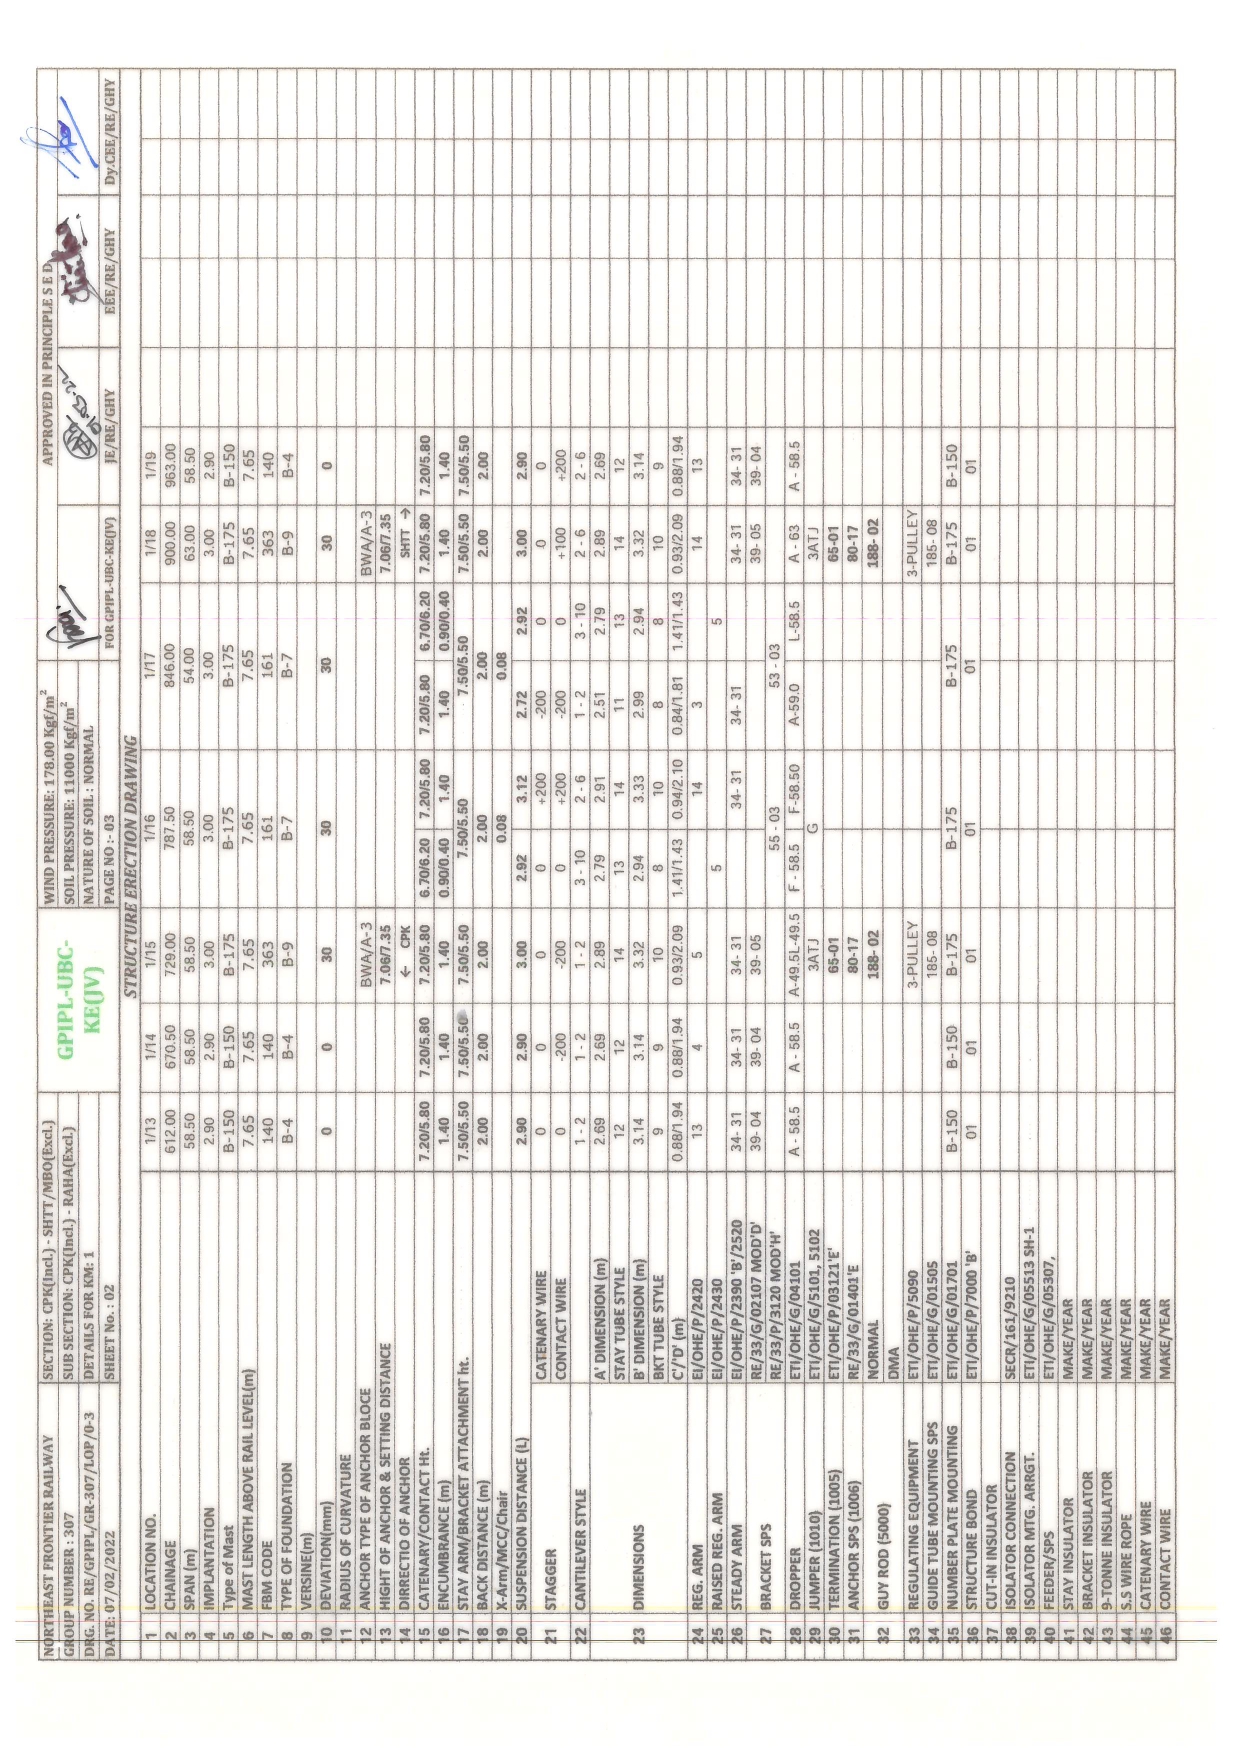 NORTHEAST FRONTIER RAILWAY SECTION: CPK(Incl.) - SHTT/MBO(Excl.) GPIPL-UBC-KE(JV) WIND PRESSURE: 178.00 Kgf/m² APPROVED IN PRINCIPLE S E D
GROUP NUMBER : 307 SUB SECTION: CPK(Incl.) - RAHA(Excl.) SOIL PRESSURE: 11000 Kgf/m²
DRG. NO. RE/GPIPL/GR-307/LOP/0-3 DETAILS FOR KM: 1 NATURE OF SOIL : NORMAL
DATE: 07/02/2022 SHEET No. : 02 PAGE NO :- 03 FOR GPIPL-UBC-KE(JV) JE/RE/GHY EEE/RE/GHY Dy.CEE/RE/GHY
STRUCTURE ERECTION DRAWING
1 LOCATION NO. 1/13 1/14 1/15 1/16 1/17 1/18 1/19
2 CHAINAGE 612.00 670.50 729.00 787.50 846.00 900.00 963.00
3 SPAN (m) 58.50 58.50 58.50 58.50 54.00 63.00 58.50
4 IMPLANTATION 2.90 2.90 3.00 3.00 3.00 3.00 2.90
5 Type of Mast B-150 B-150 B-175 B-175 B-175 B-175 B-150
6 MAST LENGTH ABOVE RAIL LEVEL(m) 7.65 7.65 7.65 7.65 7.65 7.65 7.65
7 FBM CODE 140 140 363 161 161 363 140
8 TYPE OF FOUNDATION B-4 B-4 B-9 B-7 B-7 B-9 B-4
9 VERSINE(m)
10 DEVIATION(mm) 0 0 30 30 30 30 0
11 RADIUS OF CURVATURE
12 ANCHOR TYPE OF ANCHOR BLOCE BWA/A-3 BWA/A-3
13 HIGHT OF ANCHOR & SETTING DISTANCE 7.06/7.35 7.06/7.35
14 DIRRECTIO OF ANCHOR ← CPK SHTT →
15 CATENARY/CONTACT Ht. 7.20/5.80 7.20/5.80 7.20/5.80 6.70/6.20 7.20/5.80 7.20/5.80 6.70/6.20 7.20/5.80 7.20/5.80
16 ENCUMBRANCE (m) 1.40 1.40 1.40 0.90/0.40 1.40 1.40 0.90/0.40 1.40 1.40
17 STAY ARM/BRACKET ATTACHMENT ht. 7.50/5.50 7.50/5.50 7.50/5.50 7.50/5.50 7.50/5.50 7.50/5.50 7.50/5.50
18 BACK DISTANCE (m) 2.00 2.00 2.00 2.00 2.00 2.00 2.00
19 X-Arm/MCC/Chair 0.08 0.08
20 SUSPENSION DISTANCE (L) 2.90 2.90 3.00 2.92 3.12 2.72 2.92 3.00 2.90
21 STAGGER CATENARY WIRE 0 0 0 0 +200 -200 0 0 0
CONTACT WIRE 0 -200 -200 0 +200 -200 0 +100 +200
22 CANTILEVER STYLE 1 - 2 1 - 2 1 - 2 3 - 10 2 - 6 1 - 2 3 - 10 2 - 6 2 - 6
23 DIMENSIONS A' DIMENSION (m) 2.69 2.69 2.89 2.79 2.91 2.51 2.79 2.89 2.69
STAY TUBE STYLE 12 12 14 13 14 11 13 14 12
B' DIMENSION (m) 3.14 3.14 3.32 2.94 3.33 2.99 2.94 3.32 3.14
BKT TUBE STYLE 9 9 10 8 10 8 8 10 9
C'/'D' (m) 0.88/1.94 0.88/1.94 0.93/2.09 1.41/1.43 0.94/2.10 0.84/1.81 1.41/1.43 0.93/2.09 0.88/1.94
24 REG. ARM EI/OHE/P/2420 13 4 5 14 3 14 13
25 RAISED REG. ARM EI/OHE/P/2430 5 5
26 STEADY ARM EI/OHE/P/2390 'B'/2520 34- 31 34- 31 34- 31 34- 31 34- 31 34- 31 34- 31
27 BRACKET SPS RE/33/G/02107 MOD'D' 39- 04 39- 04 39- 05 39- 05 39- 04
RE/33/P/3120 MOD'H' 55 - 03 53 - 03
28 DROPPER ETI/OHE/G/04101 A - 58.5 A - 58.5 A-49.5L-49.5 F - 58.5 F-58.50 A-59.0 L-58.5 A - 63 A - 58.5
29 JUMPER (1010) ETI/OHE/G/5101, 5102 3ATJ G 3ATJ
30 TERMINATION (1005) ETI/OHE/P/03121'E' 65-01 65-01
31 ANCHOR SPS (1006) RE/33/G/01401'E 80-17 80-17
32 GUY ROD (5000) NORMAL 188- 02 188- 02
DMA
33 REGULATING EQUIPMENT ETI/OHE/P/5090 3-PULLEY 3-PULLEY
34 GUIDE TUBE MOUNTING SPS ETI/OHE/G/01505 185- 08 185- 08
35 NUMBER PLATE MOUNTING ETI/OHE/G/01701 B-150 B-150 B-175 B-175 B-175 B-175 B-150
36 STRUCTURE BOND ETI/OHE/P/7000 'B' 01 01 01 01 01 01 01
37 CUT-IN INSULATOR
38 ISOLATOR CONNECTION SECR/161/9210
39 ISOLATOR MTG. ARRGT. ETI/OHE/G/05513 SH-1
40 FEEDER/SPS ETI/OHE/G/05307,
41 STAY INSULATOR MAKE/YEAR
42 BRACKET INSULATOR MAKE/YEAR
43 9-TONNE INSULATOR MAKE/YEAR
44 S.S WIRE ROPE MAKE/YEAR
45 CATENARY WIRE MAKE/YEAR
46 CONTACT WIRE MAKE/YEAR